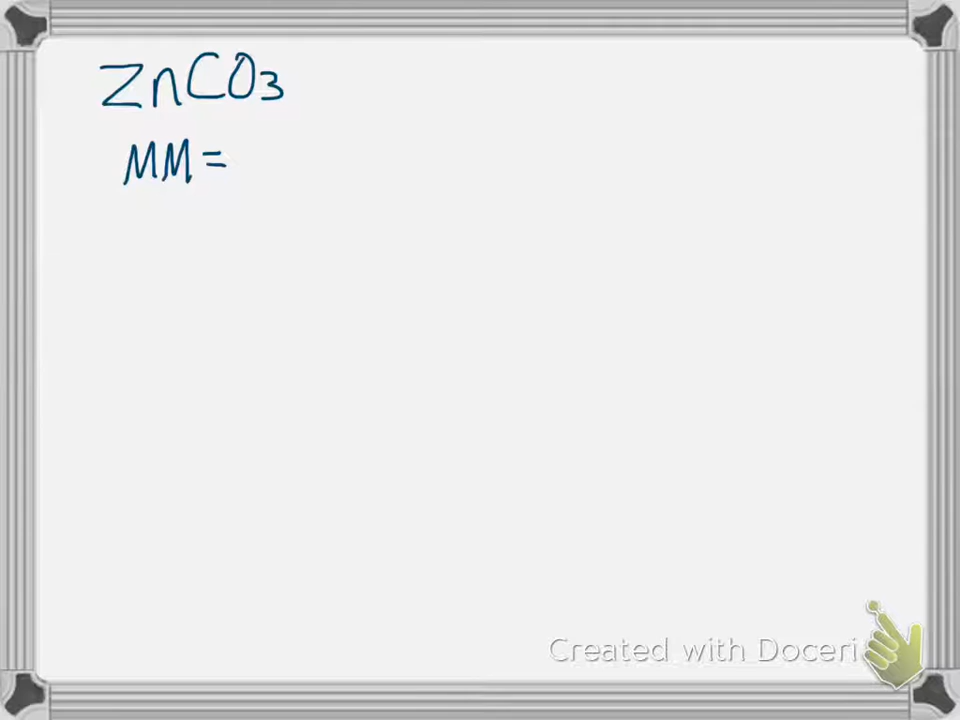 ZnCO₃
MM =
Created with Doceri